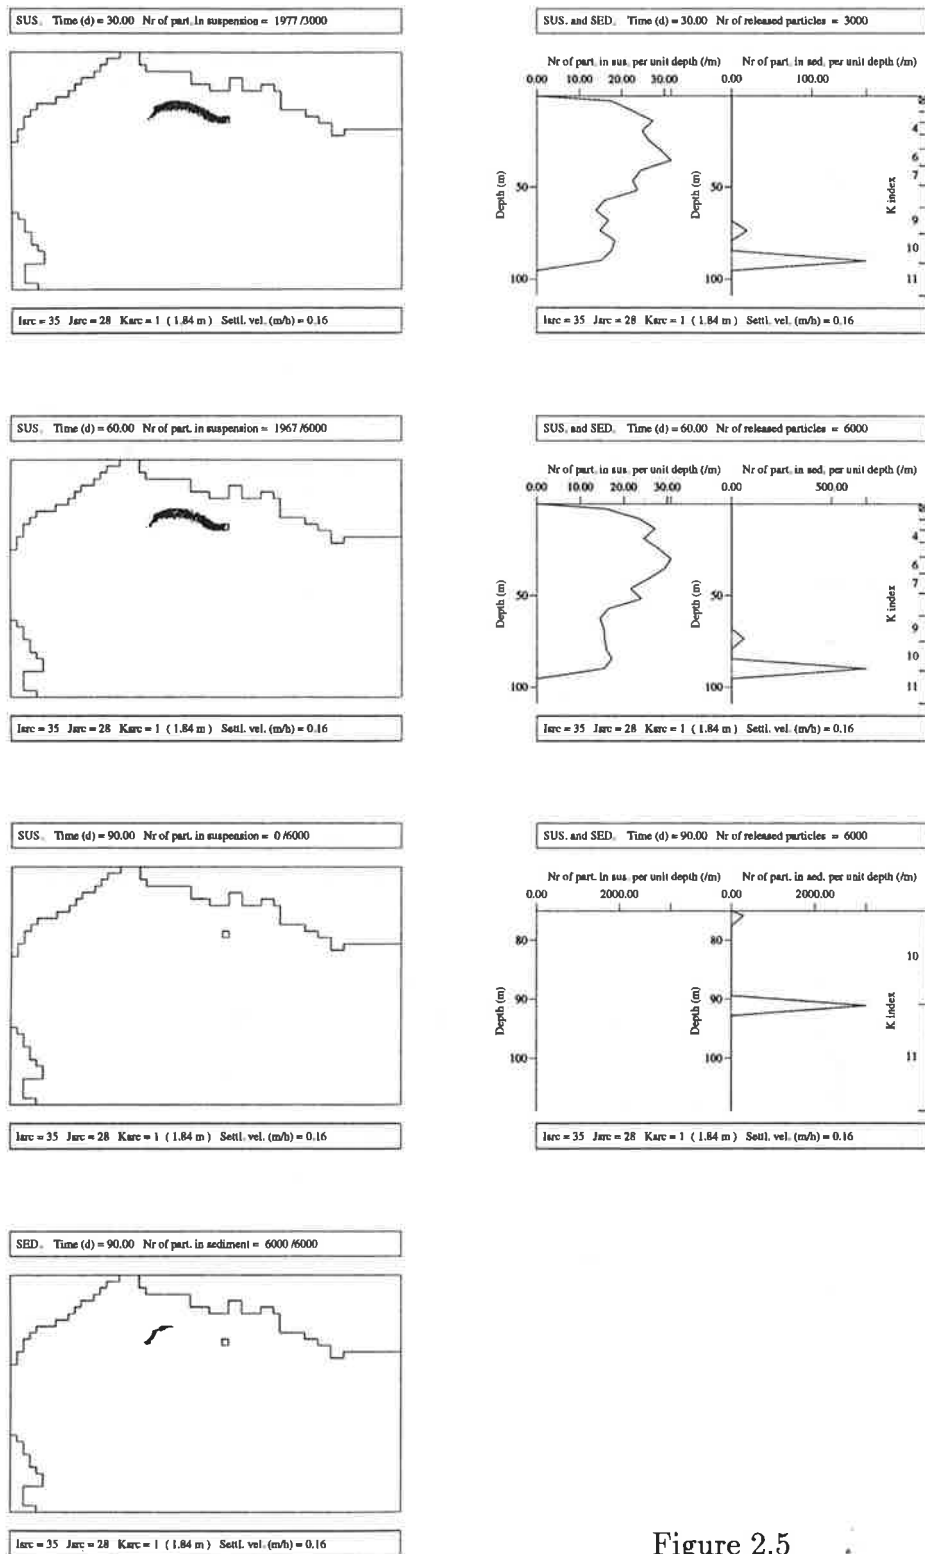 SUS. Time (d) = 30.00 Nr of part. in suspension = 1977 /3000
Isrc = 35 Jsrc = 28 Ksrc = 1 ( 1.84 m ) Settl. vel. (m/h) = 0.16
SUS. and SED. Time (d) = 30.00 Nr of released particles = 3000
Nr of part. in sus. per unit depth (/m) Nr of part. in sed. per unit depth (/m)
0.00 10.00 20.00 30.00 0.00 100.00
Depth (m)
50
100
Depth (m)
50
100
K index
4
6
7
9
10
11
Isrc = 35 Jsrc = 28 Ksrc = 1 ( 1.84 m ) Settl. vel. (m/h) = 0.16
SUS. Time (d) = 60.00 Nr of part. in suspension = 1967 /6000
Isrc = 35 Jsrc = 28 Ksrc = 1 ( 1.84 m ) Settl. vel. (m/h) = 0.16
SUS. and SED. Time (d) = 60.00 Nr of released particles = 6000
Nr of part. in sus. per unit depth (/m) Nr of part. in sed. per unit depth (/m)
0.00 10.00 20.00 30.00 0.00 500.00
Depth (m)
50
100
Depth (m)
50
100
K index
4
6
7
9
10
11
Isrc = 35 Jsrc = 28 Ksrc = 1 ( 1.84 m ) Settl. vel. (m/h) = 0.16
SUS. Time (d) = 90.00 Nr of part. in suspension = 0 /6000
Isrc = 35 Jsrc = 28 Ksrc = 1 ( 1.84 m ) Settl. vel. (m/h) = 0.16
SUS. and SED. Time (d) = 90.00 Nr of released particles = 6000
Nr of part. in sus. per unit depth (/m) Nr of part. in sed. per unit depth (/m)
0.00 2000.00 0.00 2000.00
Depth (m)
80
90
100
Depth (m)
80
90
100
K index
10
11
Isrc = 35 Jsrc = 28 Ksrc = 1 ( 1.84 m ) Settl. vel. (m/h) = 0.16
SED. Time (d) = 90.00 Nr of part. in sediment = 6000 /6000
Isrc = 35 Jsrc = 28 Ksrc = 1 ( 1.84 m ) Settl. vel. (m/h) = 0.16
Figure 2.5